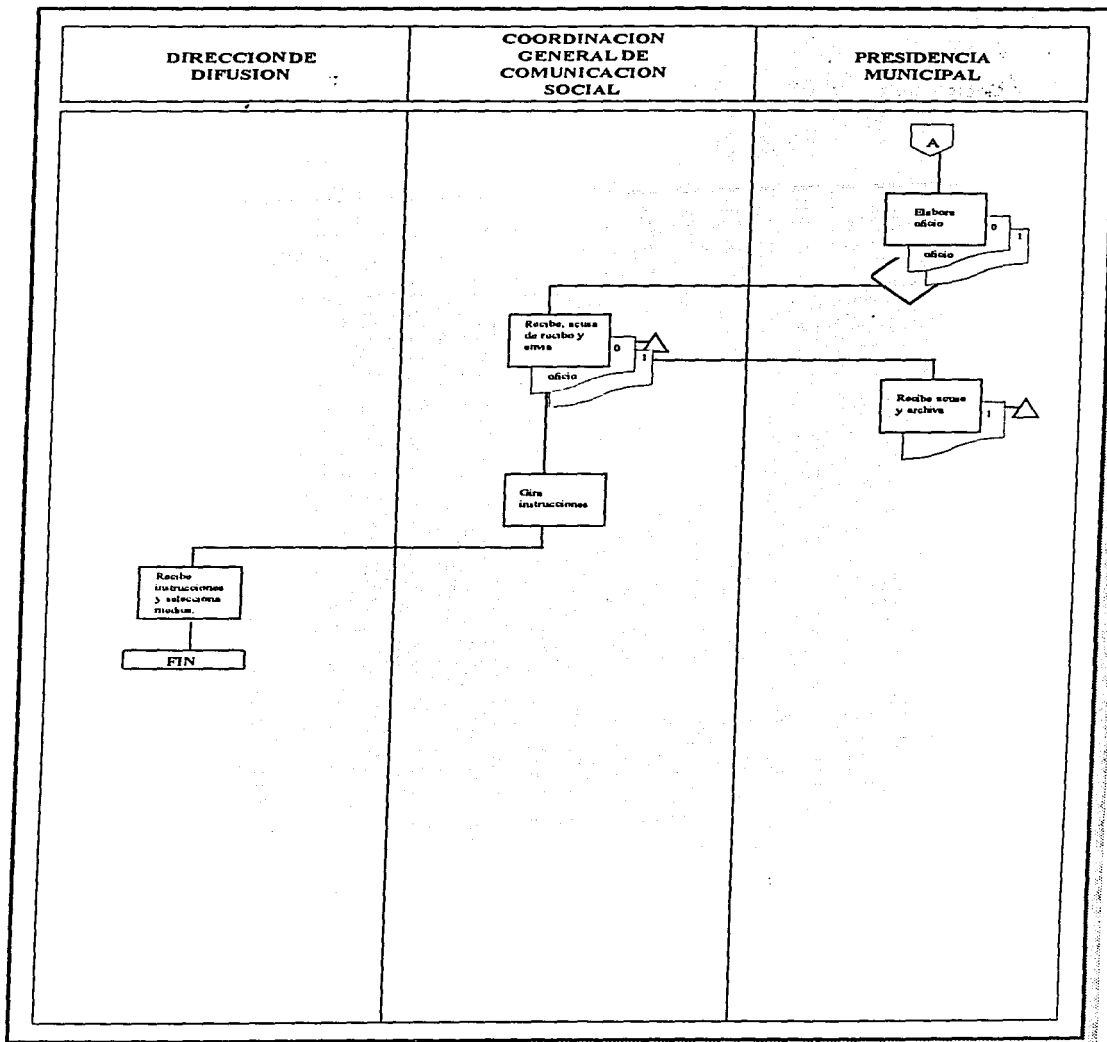 DIRECCION DE
DIFUSION
COORDINACION
GENERAL DE
COMUNICACION
SOCIAL
PRESIDENCIA
MUNICIPAL
A
Elabora
oficio
0
1
oficio
Recibe, acusa
de recibo y
envia
0
1
oficio
Recibe acuse
y archiva
1
Gira
instrucciones
Recibe
instrucciones
y selecciona
medios.
FIN